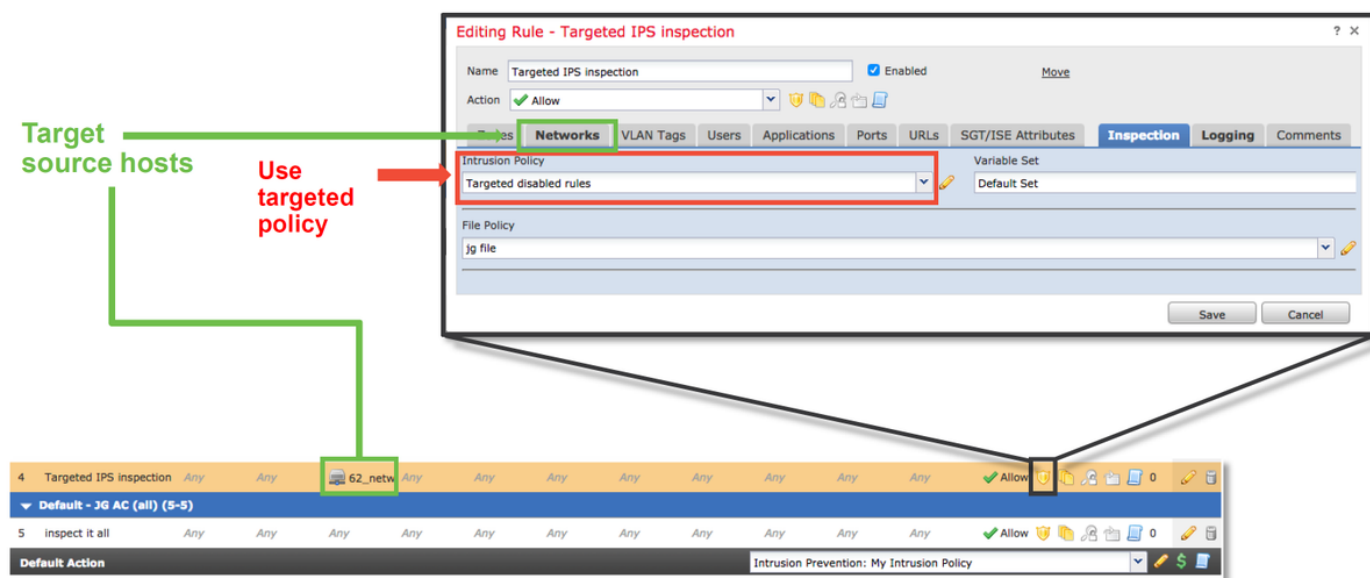 Editing Rule - Targeted IPS inspection ? ×
Name Targeted IPS inspection Enabled Move
Action Allow
Networks VLAN Tags Users Applications Ports URLs SGT/ISE Attributes Inspection Logging Comments
Target
source hosts
Use
targeted
policy
Intrusion Policy Variable Set
Targeted disabled rules Default Set
File Policy
jg file
Save Cancel
4 Targeted IPS inspection Any Any 62_netw Any Any Any Any Any Any Any Allow 0
Default - JG AC (all) (5-5)
5 inspect it all Any Any Any Any Any Any Any Any Any Any Allow 0
Default Action Intrusion Prevention: My Intrusion Policy $